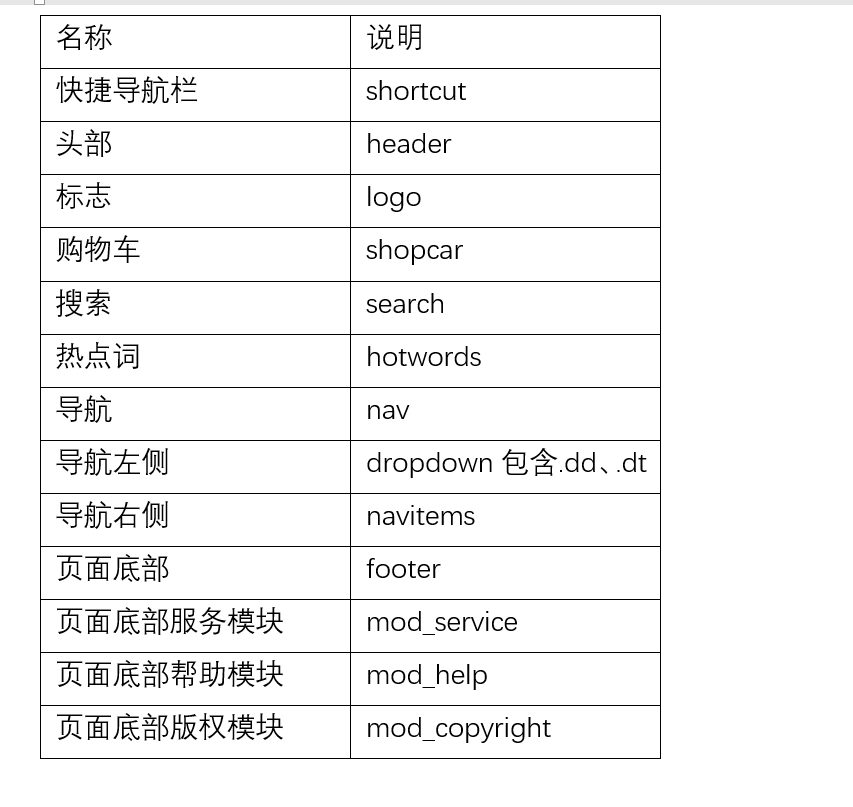 名称 说明
快捷导航栏 shortcut
头部 header
标志 logo
购物车 shopcar
搜索 search
热点词 hotwords
导航 nav
导航左侧 dropdown 包含.dd、.dt
导航右侧 navitems
页面底部 footer
页面底部服务模块 mod_service
页面底部帮助模块 mod_help
页面底部版权模块 mod_copyright